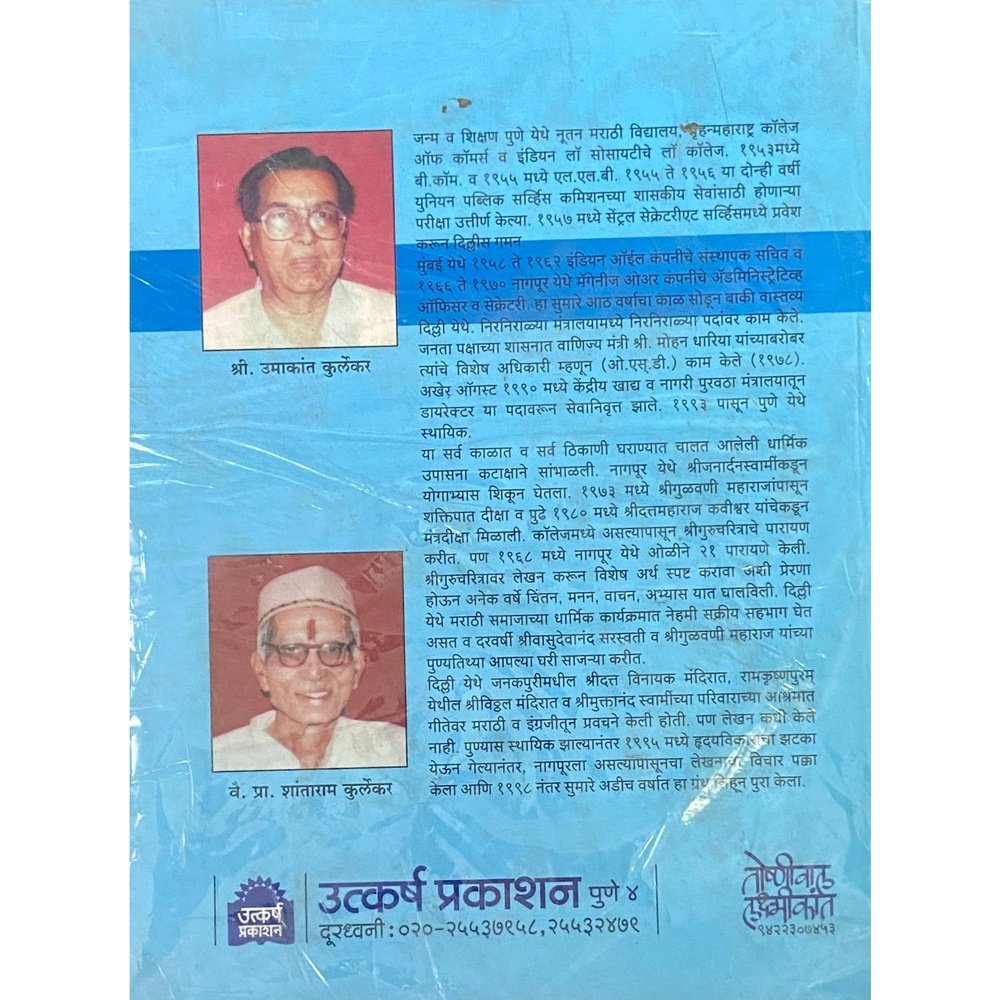 जन्म व शिक्षण पुणे येथे नूतन मराठी विद्यालय, बृहन्महाराष्ट्र कॉलेज
ऑफ कॉमर्स व इंडियन लॉ सोसायटीचे लॉ कॉलेज. १९५३मध्ये
बी.कॉम. व १९५५ मध्ये एल.एल.बी. १९५५ ते १९५६ या दोन्ही वर्षी
युनियन पब्लिक सर्व्हिस कमिशनच्या शासकीय सेवांसाठी होणाऱ्या
परीक्षा उत्तीर्ण केल्या. १९५७ मध्ये सेंट्रल सेक्रेटरीएट सर्व्हिसमध्ये प्रवेश
करून दिल्लीस गमन.
मुंबई येथे १९५८ ते १९६२ इंडियन ऑईल कंपनीचे संस्थापक सचिव व
१९६६ ते १९७० नागपूर येथे मॅगेनीज ओअर कंपनीचे ॲडमिनिस्ट्रेटिव्ह
ऑफिसर व सेक्रेटरी. हा सुमारे आठ वर्षाचा काळ सोडून बाकी वास्तव्य
दिल्ली येथे. निरनिराळ्या मंत्रालयामध्ये निरनिराळ्या पदांवर काम केले.
जनता पक्षाच्या शासनात वाणिज्य मंत्री श्री. मोहन धारिया यांच्याबरोबर
त्यांचे विशेष अधिकारी म्हणून (ओ.एस्.डी.) काम केले (१९७८).
अखेर ऑगस्ट १९९० मध्ये केंद्रीय खाद्य व नागरी पुरवठा मंत्रालयातून
डायरेक्टर या पदावरून सेवानिवृत्त झाले. १९९३ पासून पुणे येथे
स्थायिक.
श्री. उमाकांत कुर्लेकर
या सर्व काळात व सर्व ठिकाणी घराण्यात चालत आलेली धार्मिक
उपासना कटाक्षाने सांभाळली. नागपूर येथे श्रीजनार्दनस्वामींकडून
योगाभ्यास शिकून घेतला. १९७३ मध्ये श्रीगुळवणी महाराजांपासून
शक्तिपात दीक्षा व पुढे १९८० मध्ये श्रीदत्तमहाराज कवीश्वर यांचेकडून
मंत्रदीक्षा मिळाली. कॉलेजमध्ये असल्यापासून श्रीगुरुचरित्राचे पारायण
करीत. पण १९६८ मध्ये नागपूर येथे ओळीने २१ पारायणे केली.
श्रीगुरुचरित्रावर लेखन करून विशेष अर्थ स्पष्ट करावा अशी प्रेरणा
होऊन अनेक वर्षे चिंतन, मनन, वाचन, अभ्यास यात घालविली. दिल्ली
येथे मराठी समाजाच्या धार्मिक कार्यक्रमात नेहमी सक्रीय सहभाग घेत
असत व दरवर्षी श्रीवासुदेवानंद सरस्वती व श्रीगुळवणी महाराज यांच्या
पुण्यतिथ्या आपल्या घरी साजऱ्या करीत.
दिल्ली येथे जनकपुरीमधील श्रीदत्त विनायक मंदिरात, रामकृष्णपुरम्
येथील श्रीविठ्ठल मंदिरात व श्रीमुक्तानंद स्वामींच्या परिवाराच्या आश्रमात
गीतेवर मराठी व इंग्रजीतून प्रवचने केली होती. पण लेखन कधी केले
नाही. पुण्यास स्थायिक झाल्यानंतर १९९५ मध्ये हृदयविकाराचा झटका
येऊन गेल्यानंतर, नागपूरला असल्यापासूनचा लेखनाचा विचार पक्का
केला आणि १९९८ नंतर सुमारे अडीच वर्षात हा ग्रंथ लिहून पुरा केला.
वै. प्रा. शांताराम कुर्लेकर
उत्कर्ष
प्रकाशन
उत्कर्ष प्रकाशन पुणे ४
दूरध्वनी : ०२०-२५५३७९५८, २५५३२४७९
तोष्णीवाल
लक्ष्मीकांत
९४२२३०७४५३